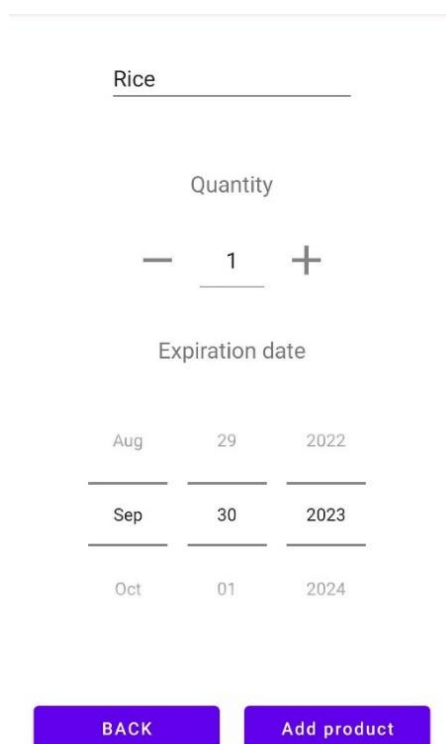 Rice
Quantity
1
Expiration date
Aug 29 2022
Sep 30 2023
Oct 01 2024
BACK Add product